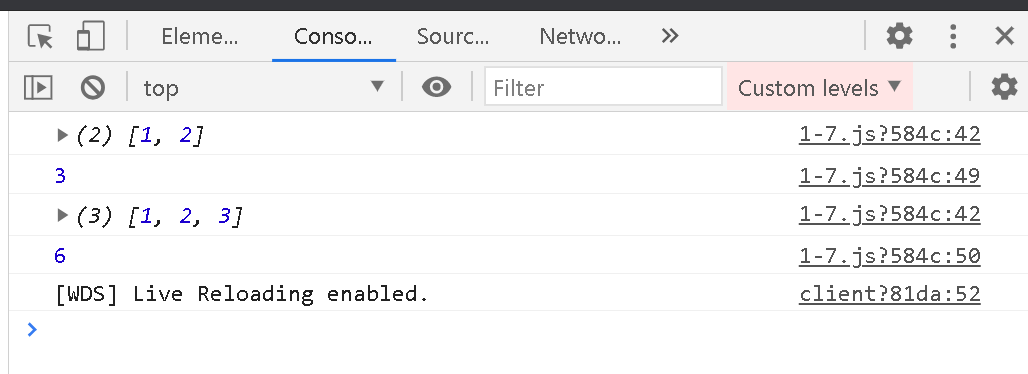 Eleme... Conso... Sourc... Netwo... »
top Filter Custom levels
(2) [1, 2] 1-7.js?584c:42
3 1-7.js?584c:49
(3) [1, 2, 3] 1-7.js?584c:42
6 1-7.js?584c:50
[WDS] Live Reloading enabled. client?81da:52